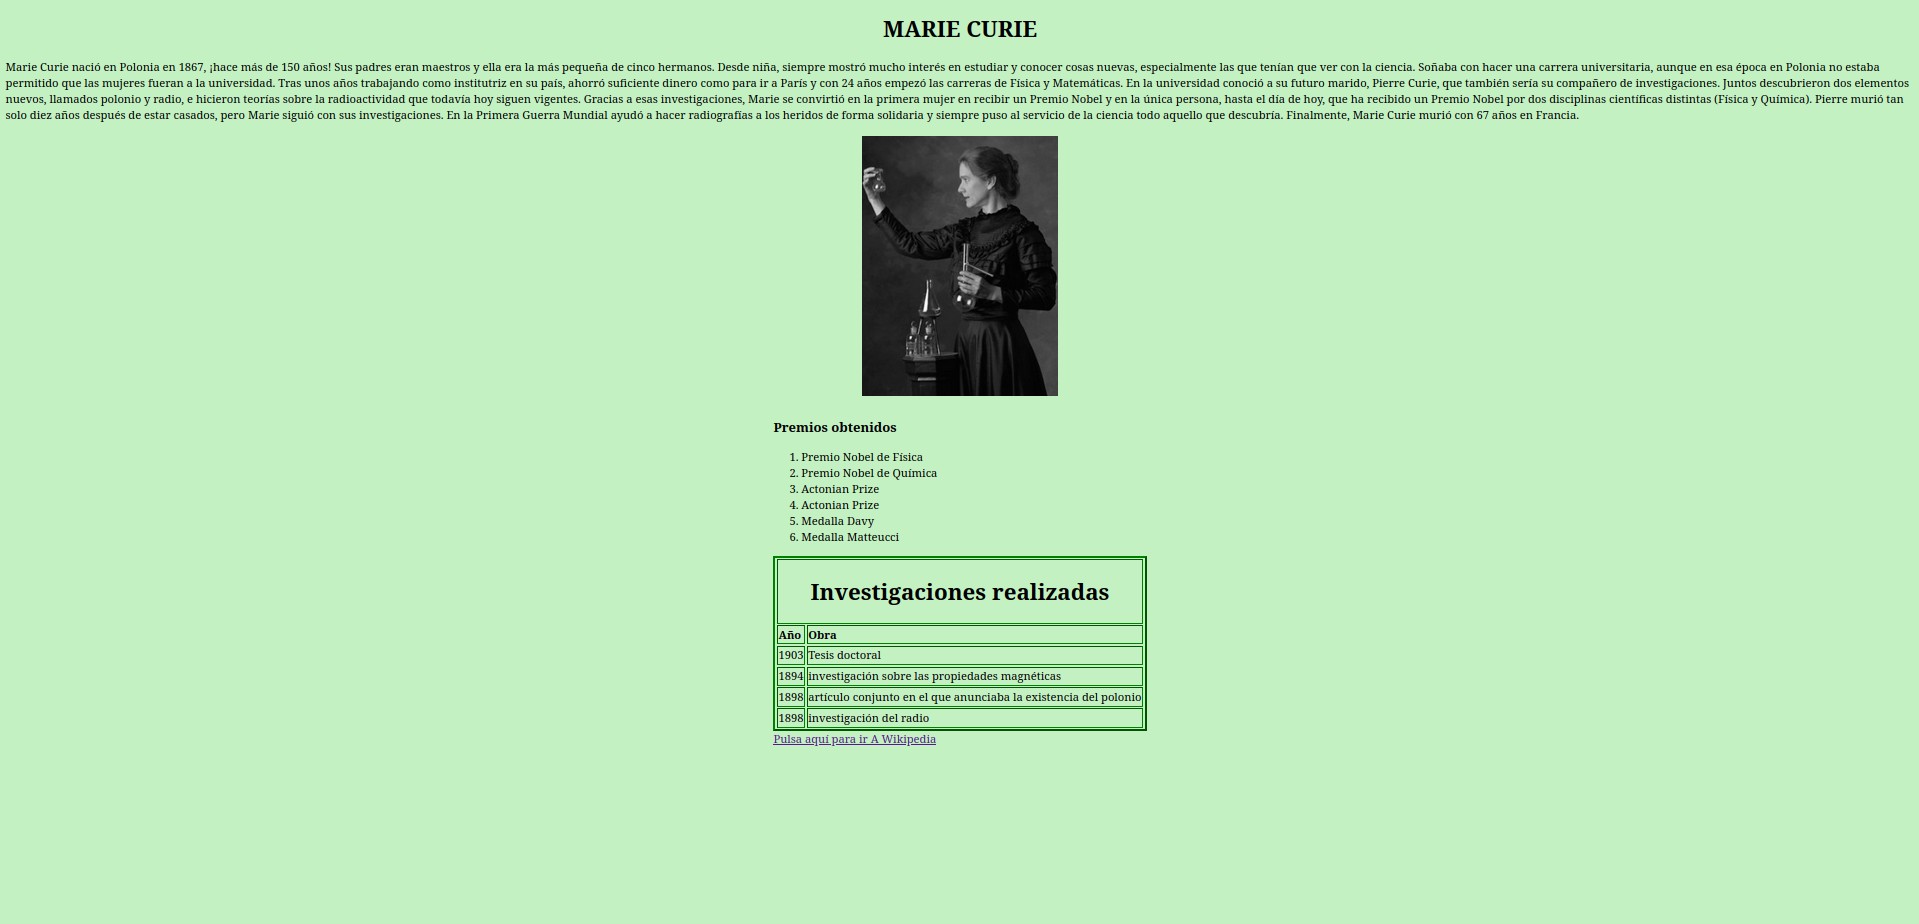 MARIE CURIE
Marie Curie nació en Polonia en 1867, ¡hace más de 150 años! Sus padres eran maestros y ella era la más pequeña de cinco hermanos. Desde niña, siempre mostró mucho interés en estudiar y conocer cosas nuevas, especialmente las que tenían que ver con la ciencia. Soñaba con hacer una carrera universitaria, aunque en esa época en Polonia no estaba
permitido que las mujeres fueran a la universidad. Tras unos años trabajando como institutriz en su país, ahorró suficiente dinero como para ir a París y con 24 años empezó las carreras de Física y Matemáticas. En la universidad conoció a su futuro marido, Pierre Curie, que también sería su compañero de investigaciones. Juntos descubrieron dos elementos
nuevos, llamados polonio y radio, e hicieron teorías sobre la radioactividad que todavía hoy siguen vigentes. Gracias a esas investigaciones, Marie se convirtió en la primera mujer en recibir un Premio Nobel y en la única persona, hasta el día de hoy, que ha recibido un Premio Nobel por dos disciplinas científicas distintas (Física y Química). Pierre murió tan
solo diez años después de estar casados, pero Marie siguió con sus investigaciones. En la Primera Guerra Mundial ayudó a hacer radiografías a los heridos de forma solidaria y siempre puso al servicio de la ciencia todo aquello que descubría. Finalmente, Marie Curie murió con 67 años en Francia.
Premios obtenidos
1. Premio Nobel de Física
2. Premio Nobel de Química
3. Actonian Prize
4. Actonian Prize
5. Medalla Davy
6. Medalla Matteucci
Investigaciones realizadas
Año Obra
1903 Tesis doctoral
1894 investigación sobre las propiedades magnéticas
1898 artículo conjunto en el que anunciaba la existencia del polonio
1898 investigación del radio
Pulsa aquí para ir A Wikipedia